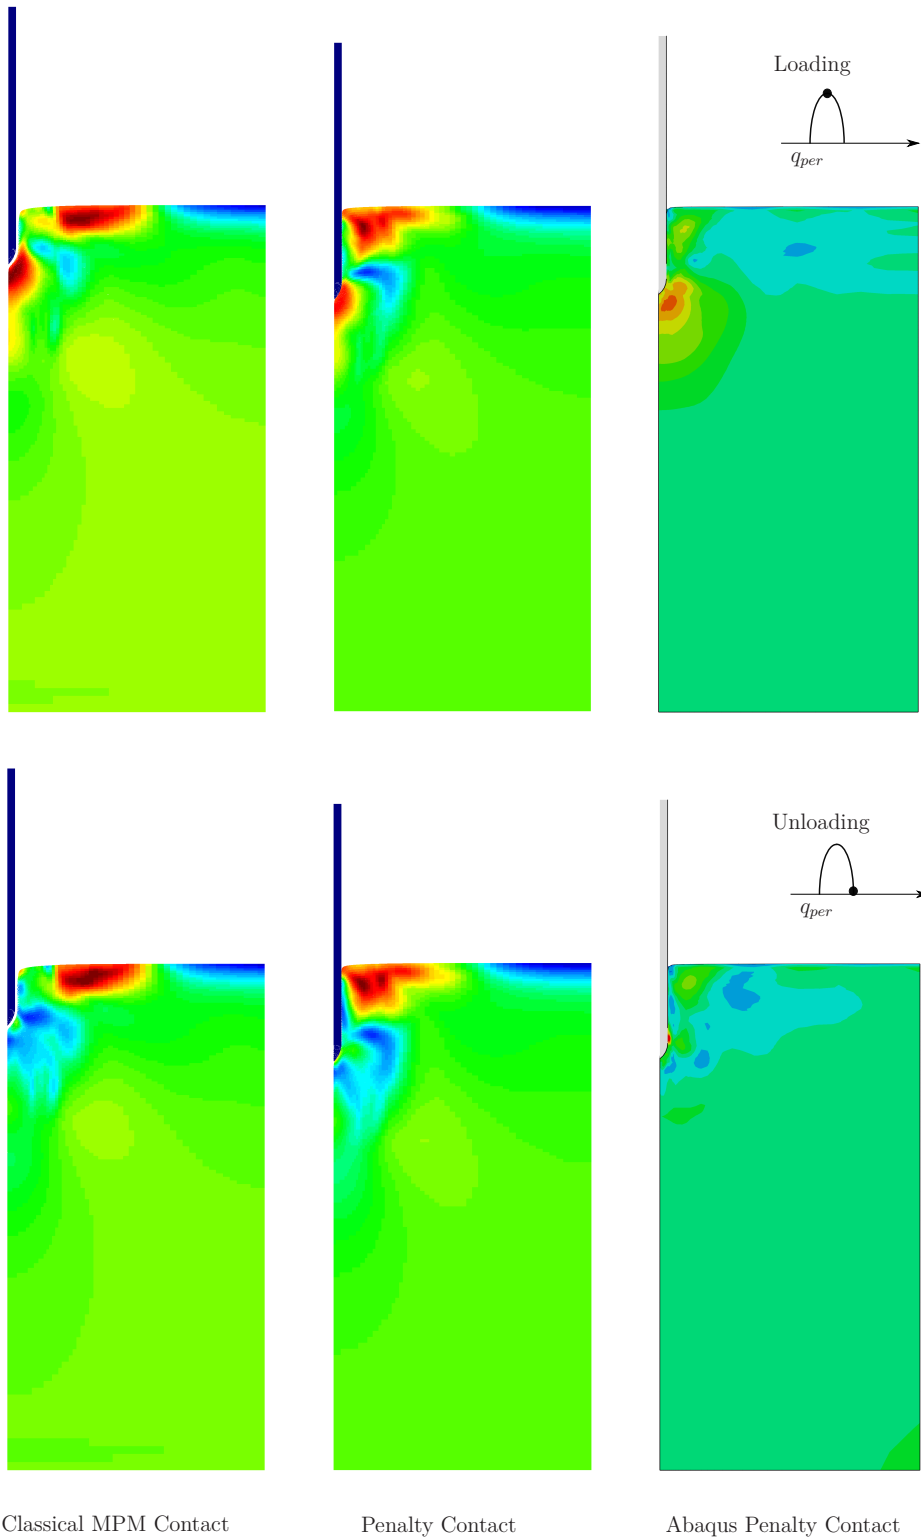 Loading
q_per
Unloading
q_per
Classical MPM Contact
Penalty Contact
Abaqus Penalty Contact